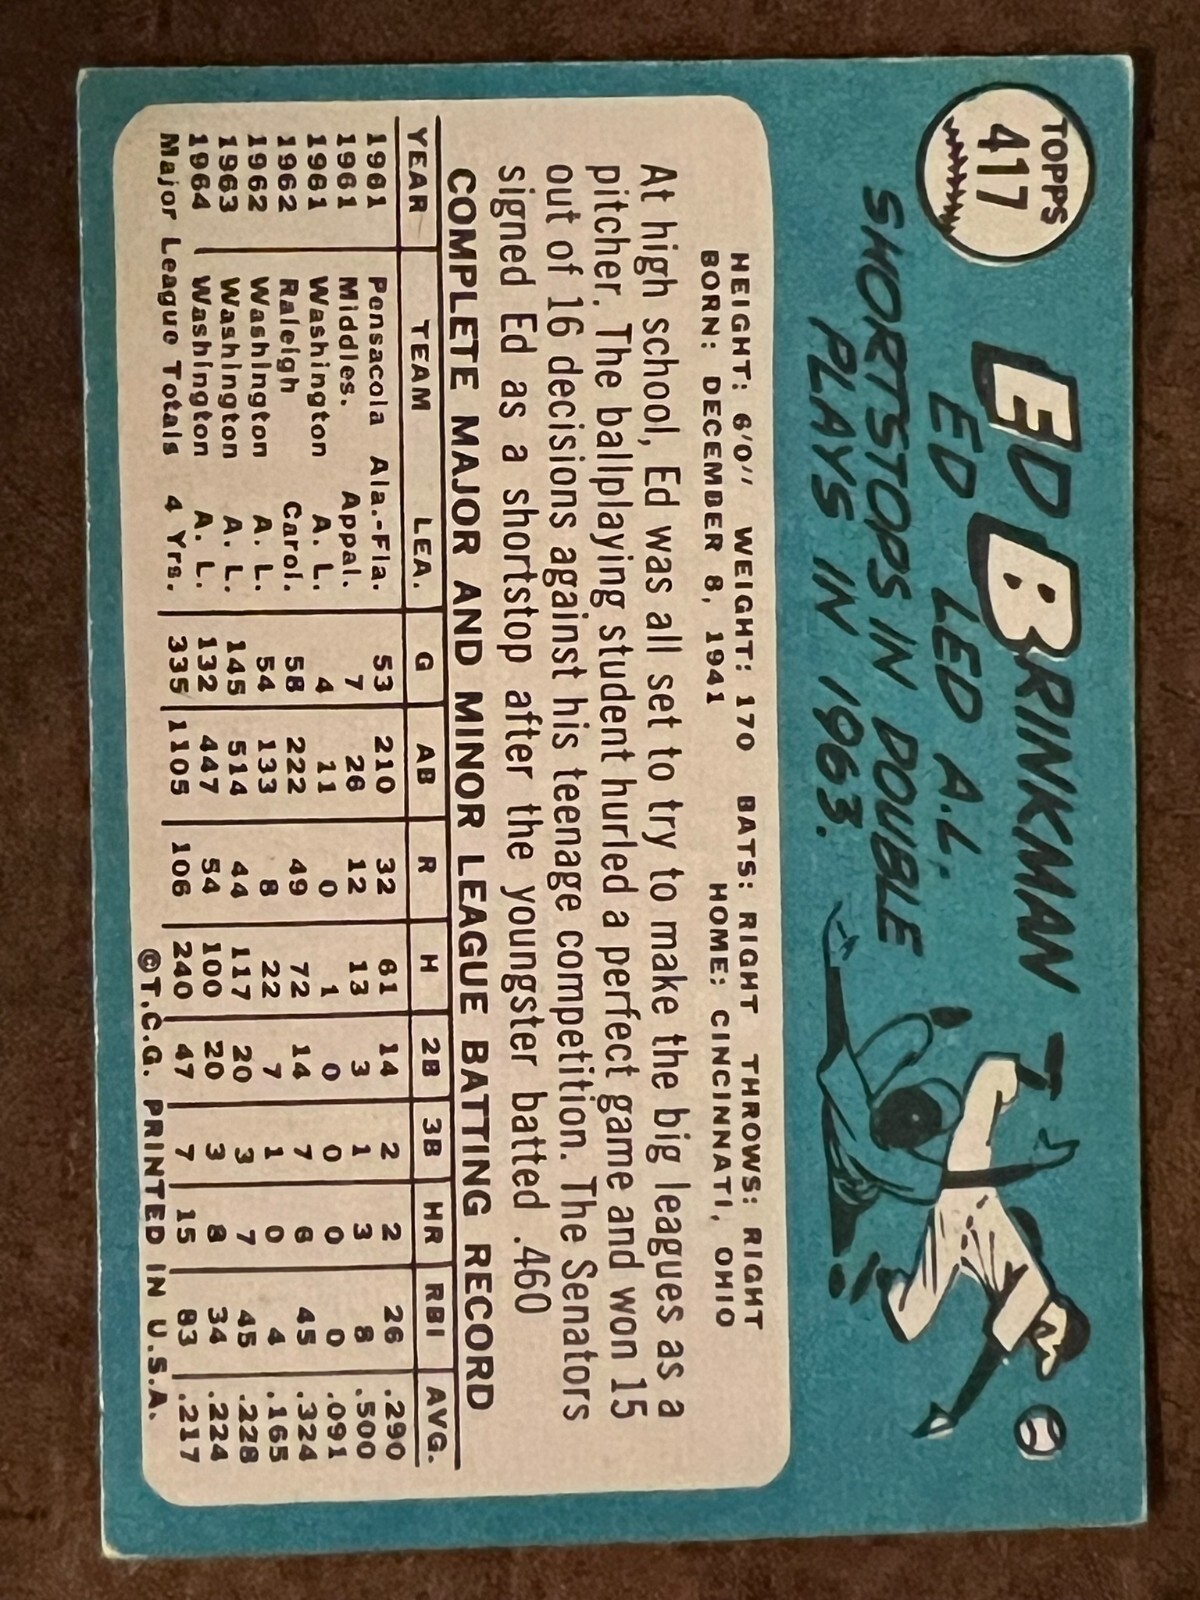 TOPPS
417
ED BRINKMAN
ED LED A.L.
SHORTSTOPS IN DOUBLE
PLAYS IN 1963.
HEIGHT: 6'0" WEIGHT: 170 BATS: RIGHT THROWS: RIGHT
BORN: DECEMBER 8, 1941 HOME: CINCINNATI, OHIO
At high school, Ed was all set to try to make the big leagues as a
pitcher. The ballplaying student hurled a perfect game and won 15
out of 16 decisions against his teenage competition. The Senators
signed Ed as a shortstop after the youngster batted .460
COMPLETE MAJOR AND MINOR LEAGUE BATTING RECORD
YEAR TEAM LEA. G AB R H 2B 3B HR RBI AVG.
1961 Pensacola Ala.-Fla. 53 210 32 61 14 2 2 26 .290
1961 Middles. Appal. 7 26 12 13 3 1 3 8 .500
1961 Washington A. L. 4 11 0 1 0 0 0 0 .091
1962 Raleigh Carol. 58 222 49 72 14 7 6 45 .324
1962 Washington A. L. 54 133 8 22 7 1 0 4 .165
1963 Washington A. L. 145 514 44 117 20 3 7 45 .228
1964 Washington A. L. 132 447 54 100 20 3 8 34 .224
Major League Totals 4 Yrs. 335 1105 106 240 47 7 15 83 .217
©T.C.G. PRINTED IN U.S.A.